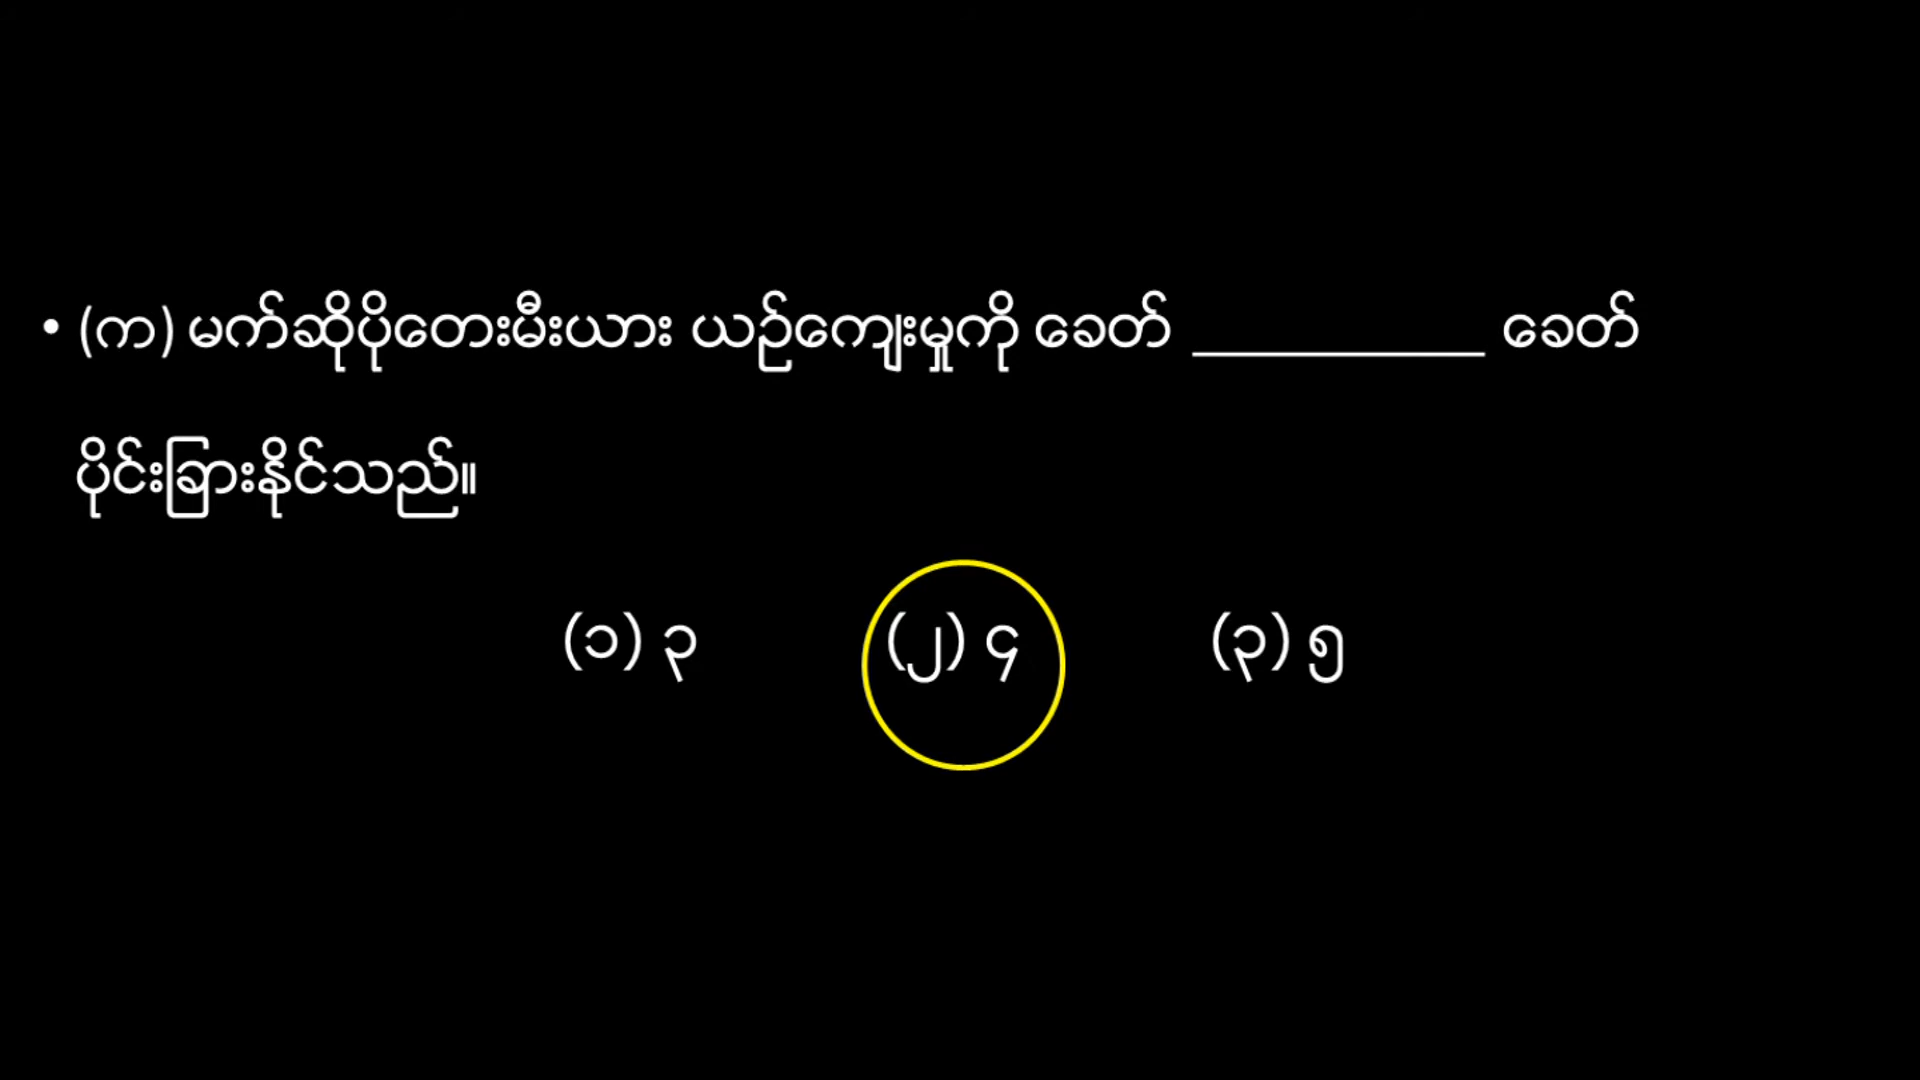 • (က) မက်ဆိုပိုတေးမီးယား ယဉ်ကျေးမှုကို ခေတ် __________ ခေတ်
ပိုင်းခြားနိုင်သည်။
(၁) ၃ (၂) ၄ (၃) ၅